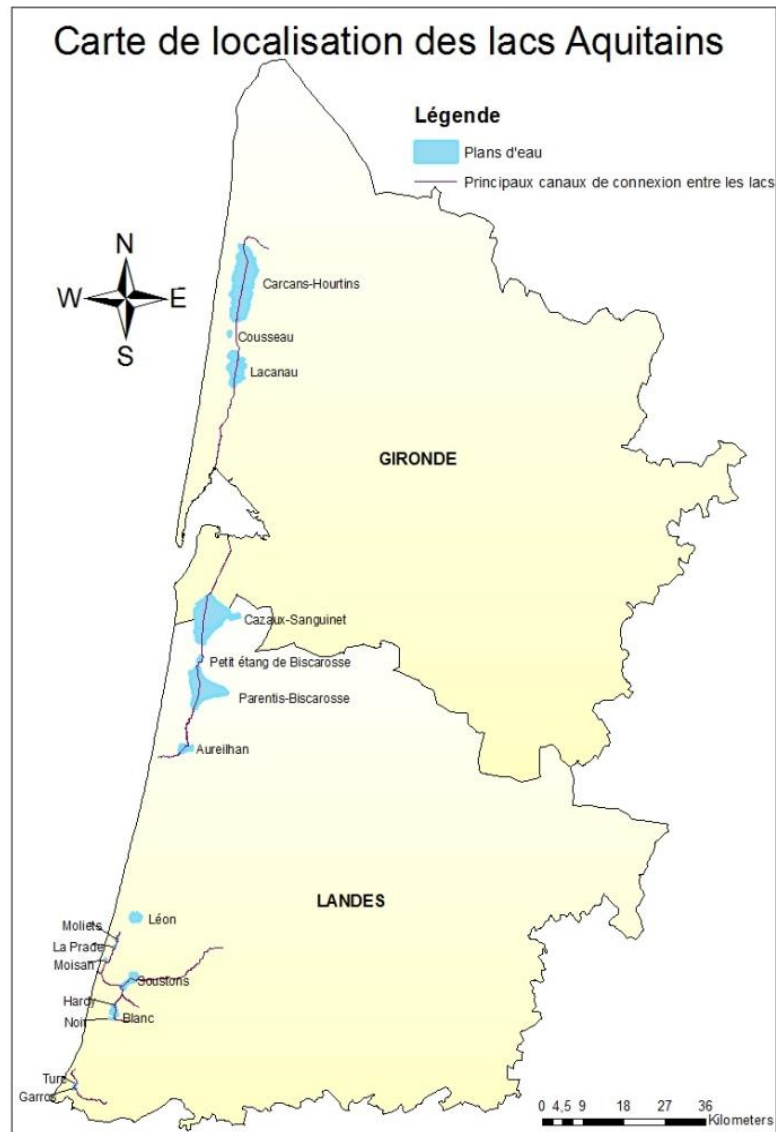 Carte de localisation des lacs Aquitains
Légende
Plans d'eau
Principaux canaux de connexion entre les lacs
N
W E
S
Carcans-Hourtins
Cousseau
Lacanau
GIRONDE
Cazaux-Sanguinet
Petit étang de Biscarosse
Parentis-Biscarosse
Aureilhan
LANDES
Léon
Moliets
La Prade
Moisan
Soustons
Hardy
Noir
Blanc
Turc
Garros
0 4,5 9 18 27 36
Kilometers